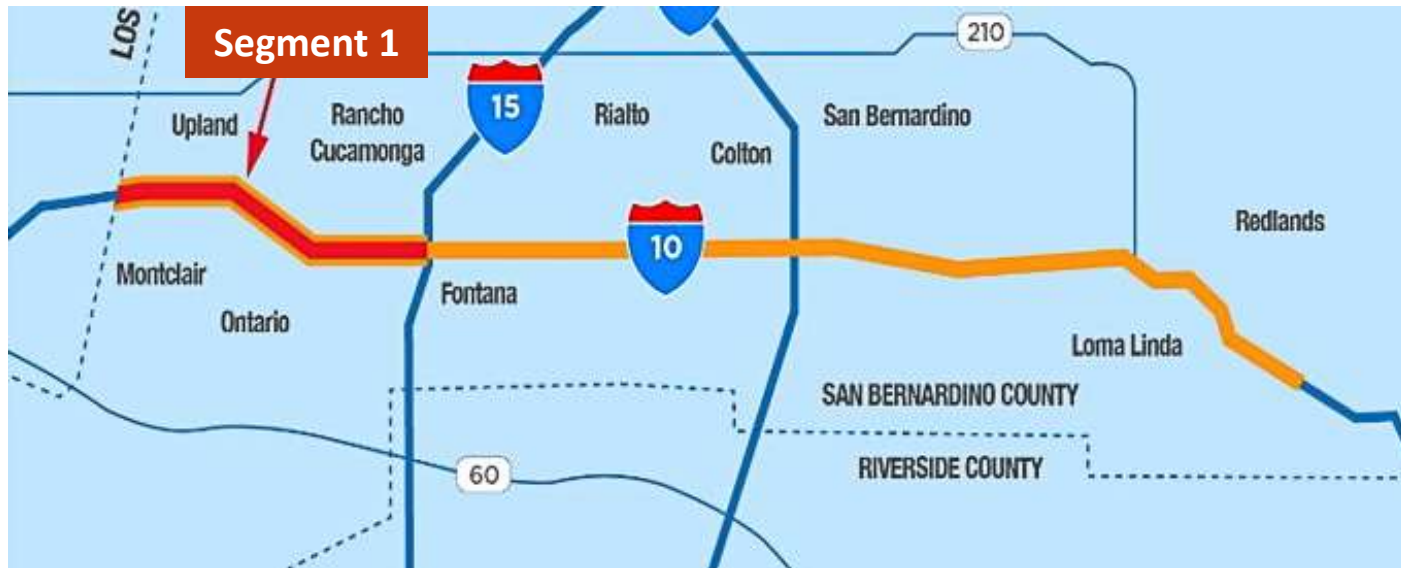 LOS
Segment 1
210
Upland
Rancho
Cucamonga
15
Rialto
San Bernardino
Colton
Redlands
10
Montclair
Fontana
Ontario
Loma Linda
SAN BERNARDINO COUNTY
RIVERSIDE COUNTY
60